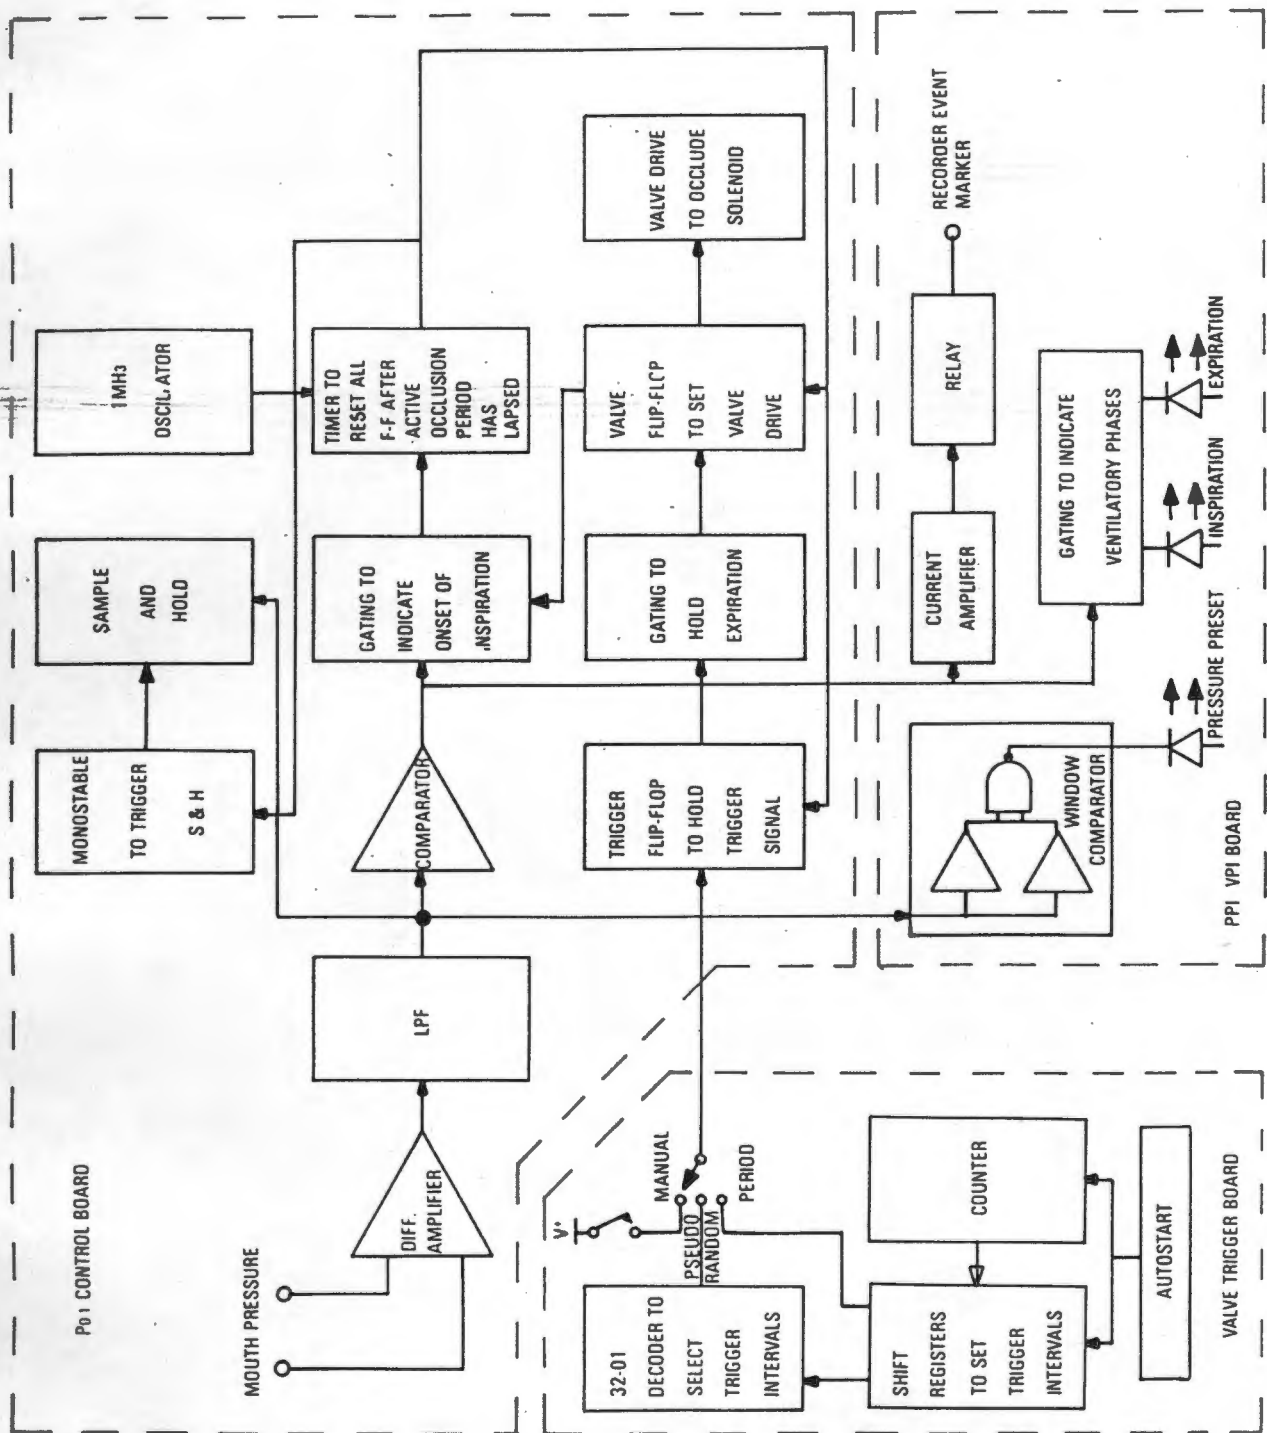 P01 CONTROL BOARD
MOUTH PRESSURE
DIFF.
AMPLIFIER
LPF
COMPARATOR
MONOSTABLE
TO TRIGGER
S & H
SAMPLE
AND
HOLD
1MH3
OSCILLATOR
GATING TO
INDICATE
ONSET OF
INSPIRATION
TIMER TO
RESET ALL
F-F AFTER
ACTIVE
OCCLUSION
PERIOD
HAS
LAPSED
TRIGGER
FLIP-FLOP
TO HOLD
TRIGGER
SIGNAL
GATING TO
HOLD
EXPIRATION
VALVE
FLIP-FLOP
TO SET
VALVE
DRIVE
VALVE DRIVE
TO OCCLUDE
SOLENOID
V+
MANUAL
PSEUDO
RANDOM
PERIOD
32-01
DECODER TO
SELECT
TRIGGER
INTERVALS
SHIFT
REGISTERS
TO SET
TRIGGER
INTERVALS
COUNTER
AUTOSTART
VALVE TRIGGER BOARD
WINDOW
COMPARATOR
PRESSURE PRESET
CURRENT
AMPLIFIER
RELAY
RECORDER EVENT
MARKER
GATING TO INDICATE
VENTILATORY PHASES
INSPIRATION
EXPIRATION
PPI VPI BOARD